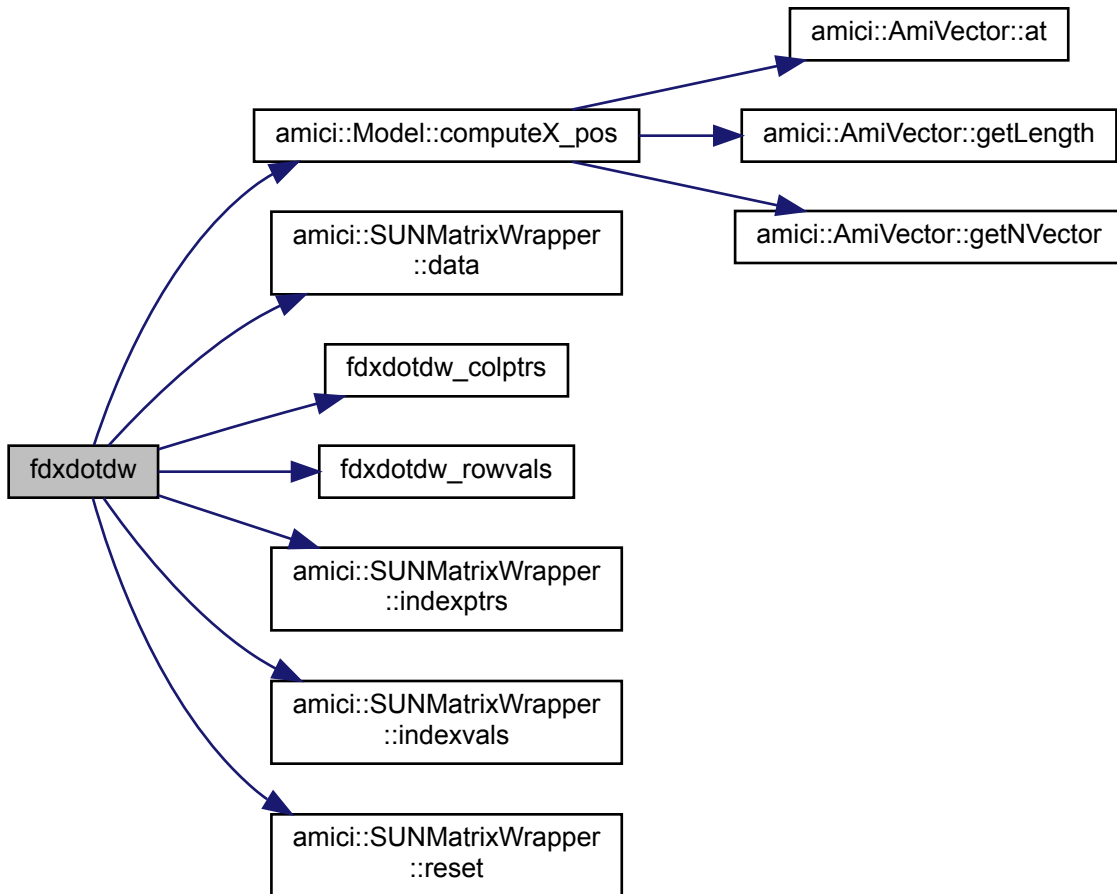 amici::AmiVector::at
amici::Model::computeX_pos
amici::AmiVector::getLength
amici::AmiVector::getNVector
amici::SUNMatrixWrapper
::data
fdxdotdw_colptrs
fdxdotdw
fdxdotdw_rowvals
amici::SUNMatrixWrapper
::indexptrs
amici::SUNMatrixWrapper
::indexvals
amici::SUNMatrixWrapper
::reset